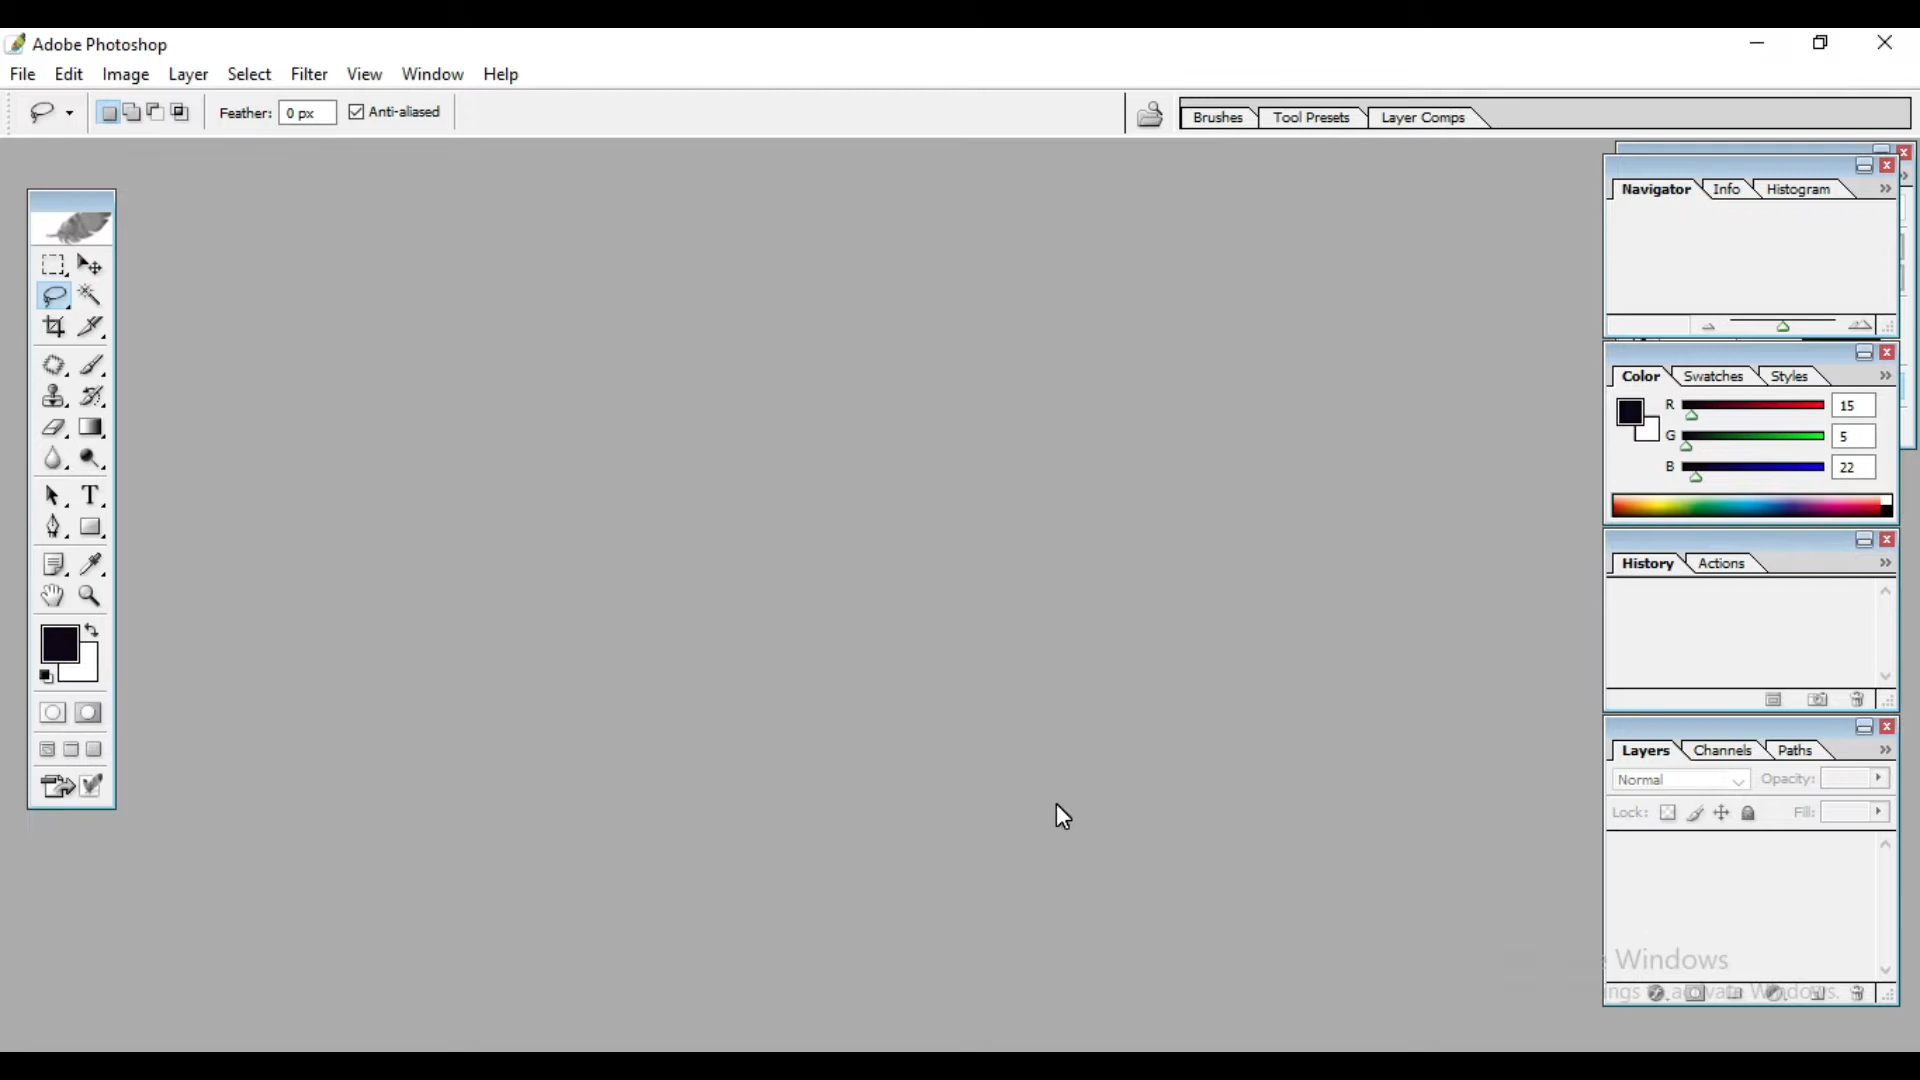 Adobe Photoshop
File Edit Image Layer Select Filter View Window Help
Feather: 0 px Anti-aliased
Brushes Tool Presets Layer Comps
Navigator Info Histogram
Color Swatches Styles
R 15
G 5
B 22
T
History Actions
Layers Channels Paths
Normal Opacity:
Lock: Fill:
Windows